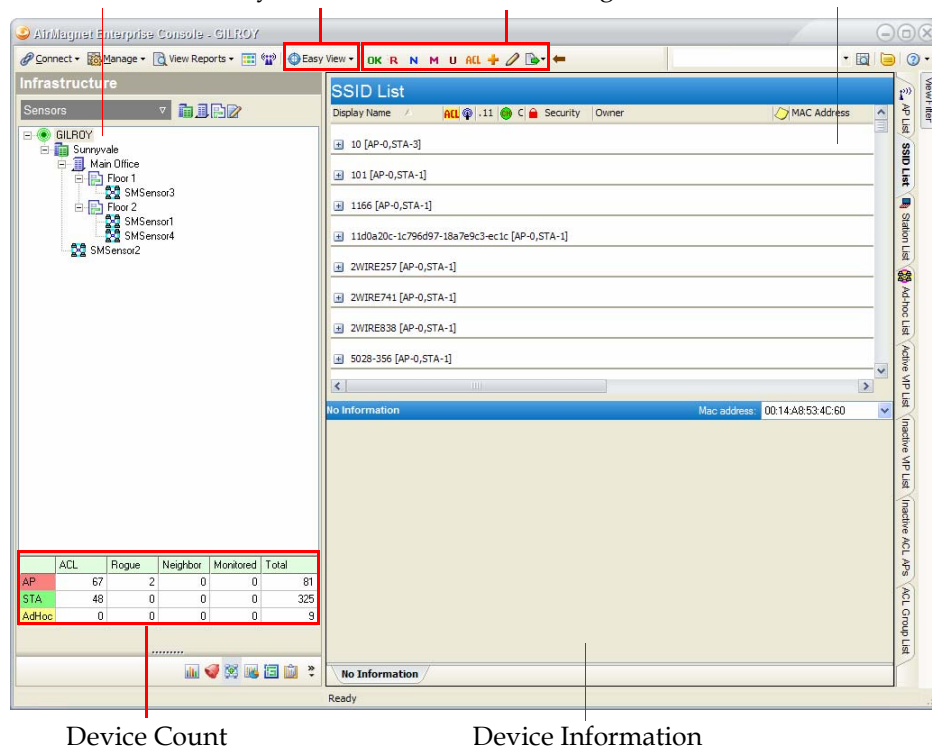 AirMagnet Enterprise Console - GILROY
Connect Manage View Reports Easy View OK R N M U ACL
Infrastructure
Sensors
GILROY
Sunnyvale
Main Office
Floor 1
SMSensor3
Floor 2
SMSensor1
SMSensor4
SMSensor2
ACL Rogue Neighbor Monitored Total
AP 67 2 0 0 81
STA 48 0 0 0 325
AdHoc 0 0 0 0 9
SSID List
Display Name ACL .11 C Security Owner MAC Address
10 [AP-0,STA-3]
101 [AP-0,STA-1]
1166 [AP-0,STA-1]
11d0a20c-1c796d97-18a7e9c3-ec1c [AP-0,STA-1]
2WIRE257 [AP-0,STA-1]
2WIRE741 [AP-0,STA-1]
2WIRE838 [AP-0,STA-1]
5028-356 [AP-0,STA-1]
No Information Mac address: 00:14:A8:53:4C:60
No Information
Ready
AP List
SSID List
Station List
Ad-hoc List
Active VIP List
Inactive VIP List
Inactive ACL APs
ACL Group List
View Filter
Device Count Device Information